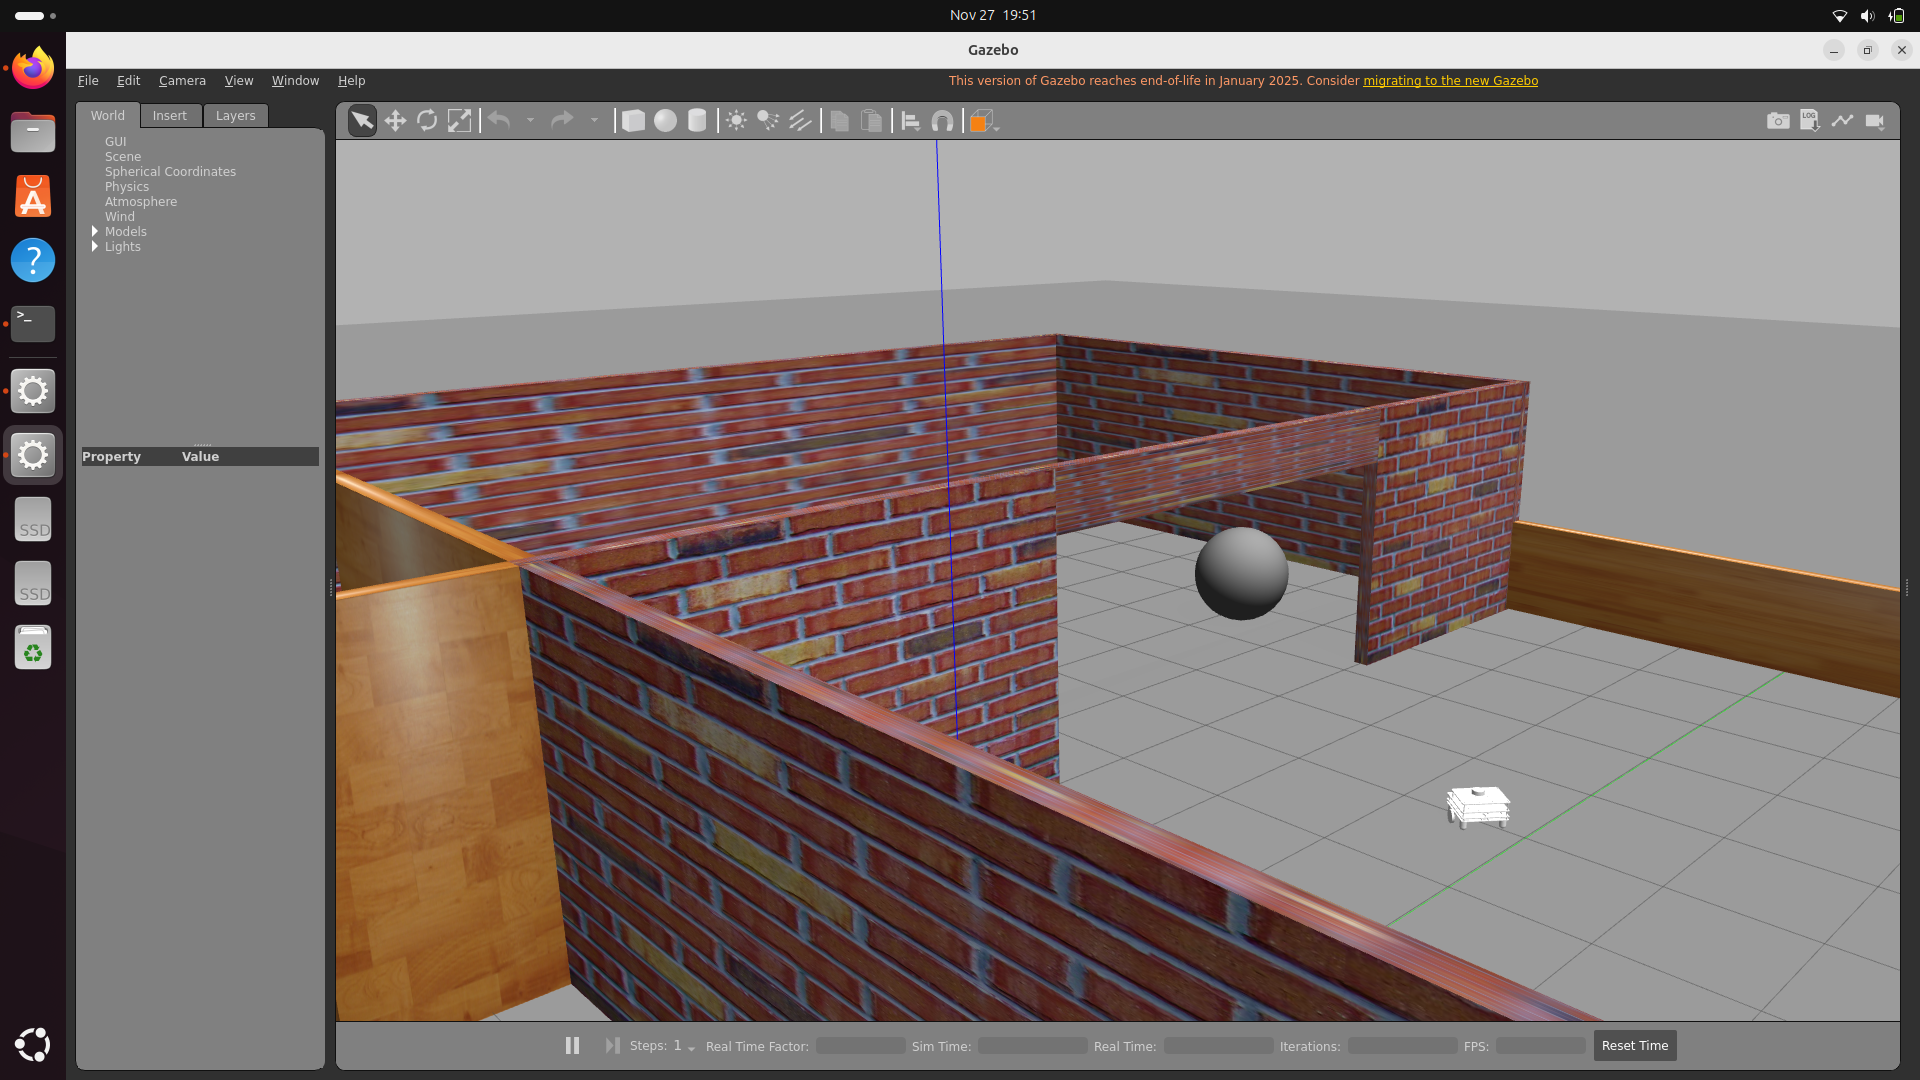 Nov 27 19:51
Gazebo
File Edit Camera View Window Help
This version of Gazebo reaches end-of-life in January 2025. Consider migrating to the new Gazebo
World Insert Layers
LOG
GUI
Scene
Spherical Coordinates
Physics
Atmosphere
Wind
Models
Lights
Property Value
>_
?
SSD
SSD
Steps: 1 Real Time Factor: Sim Time: Real Time: Iterations: FPS: Reset Time